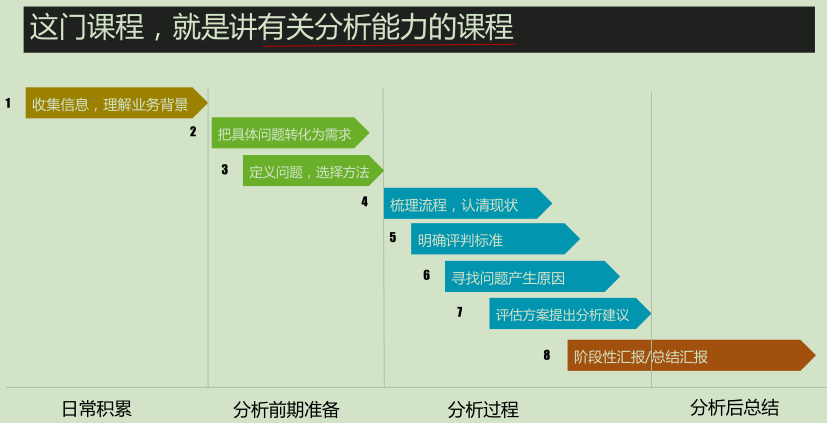 这门课程，就是讲有关分析能力的课程
1 收集信息，理解业务背景
2 把具体问题转化为需求
3 定义问题，选择方法
4 梳理流程，认清现状
5 明确评判标准
6 寻找问题产生原因
7 评估方案提出分析建议
8 阶段性汇报/总结汇报
日常积累 分析前期准备 分析过程 分析后总结